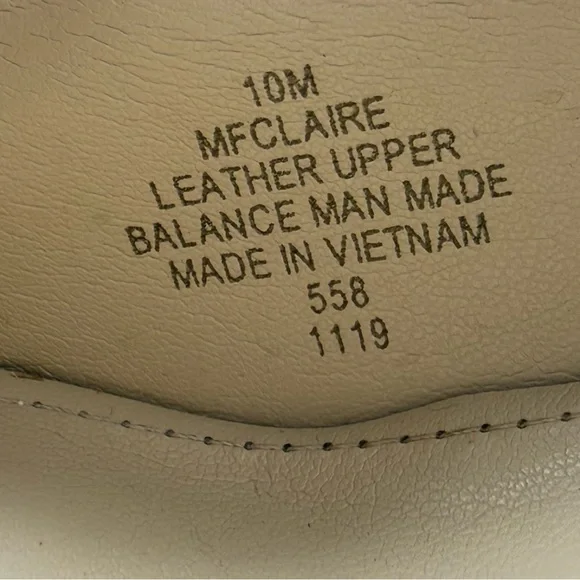 10M
MFCLAIRE
LEATHER UPPER
BALANCE MAN MADE
MADE IN VIETNAM
558
1119